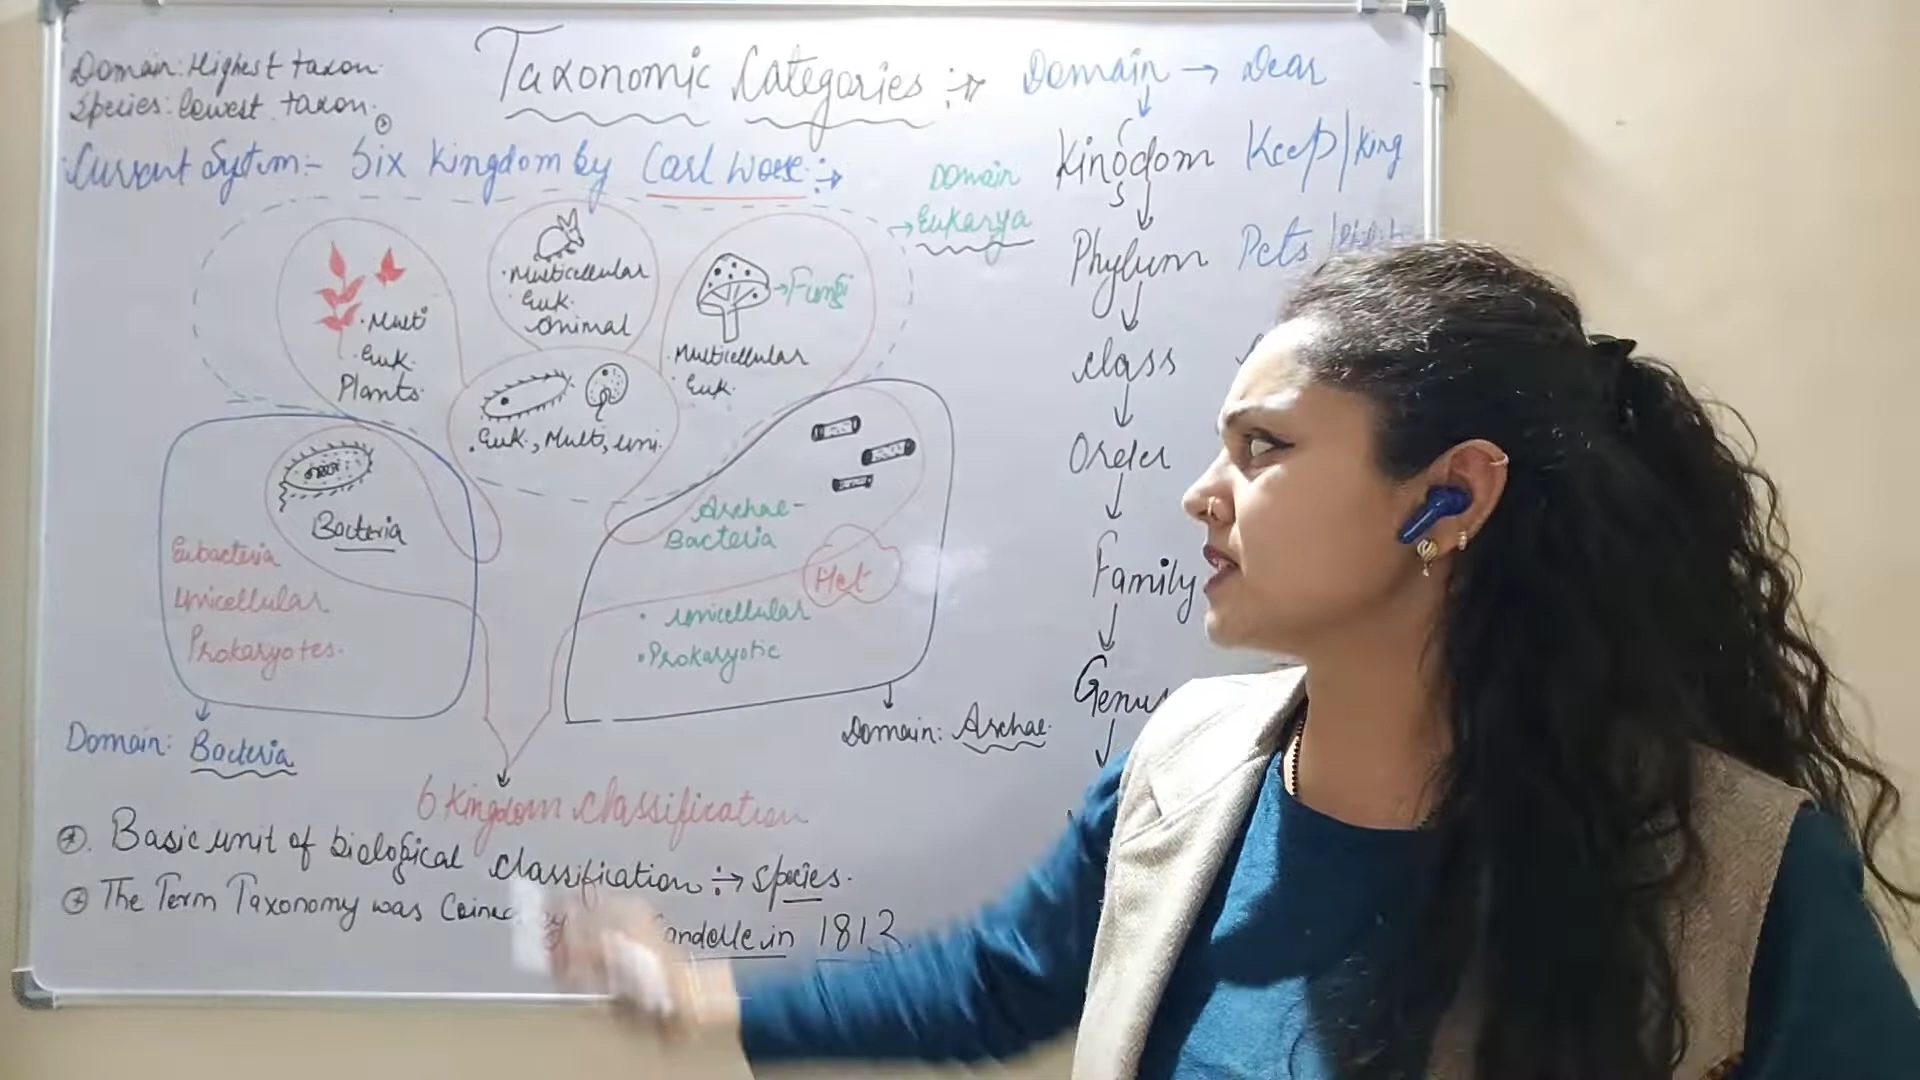 Domain: Highest taxon.
Species: lowest taxon.
Taxonomic Categories :→
Current System:- Six Kingdom by Carl Woese :→
Domain → Dear
Kingdom Keep/King
Phylum Pets /
Class
Order
Family
Genus
Domain
Eukarya
• Multi
• Euk.
Plants.
• Multicellular
• Euk.
Animal
→ Fungi
• Multicellular
• Euk.
• Euk., Multi, uni.
Bacteria
Eubacteria
Unicellular
Prokaryotes.
Archae-
Bacteria
Het
• Unicellular
• Prokaryotic
Domain: Bacteria
Domain: Archae.
6 Kingdom Classification
Basic unit of biological classification :→ Species.
The Term Taxonomy was Coined andolle in 1813.